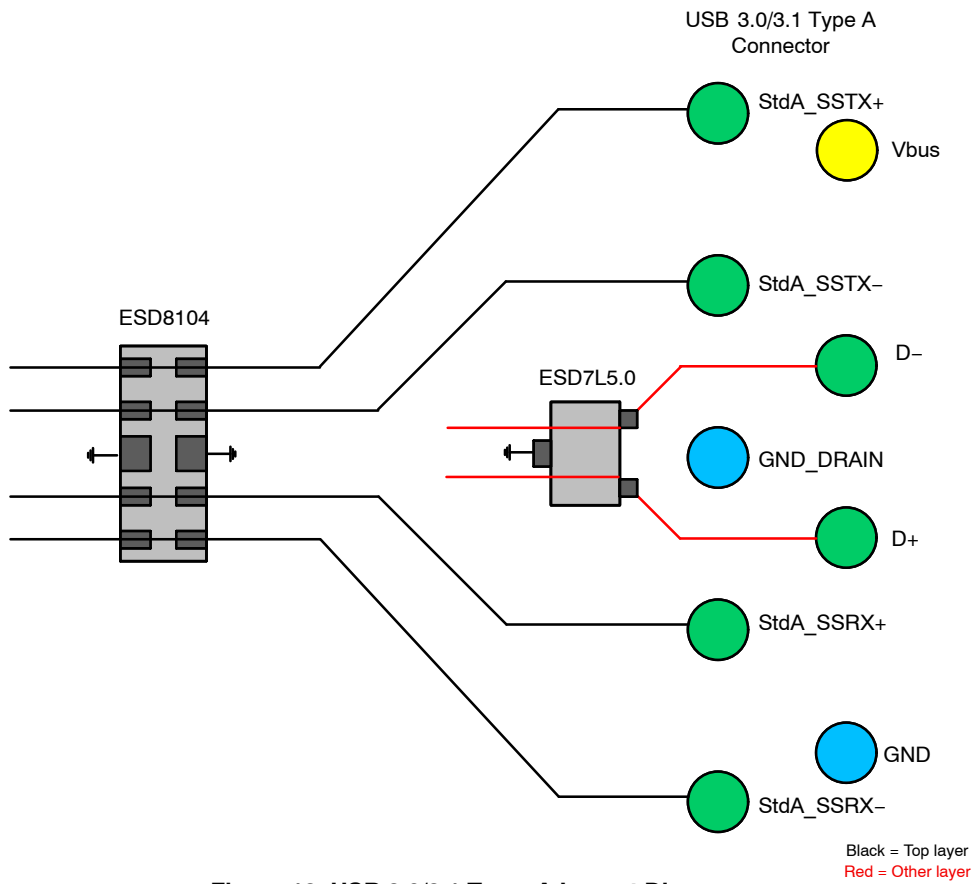 USB 3.0/3.1 Type A
Connector
StdA_SSTX+
Vbus
StdA_SSTX−
ESD8104
D−
ESD7L5.0
GND_DRAIN
D+
StdA_SSRX+
GND
StdA_SSRX−
Black = Top layer
Red = Other layer